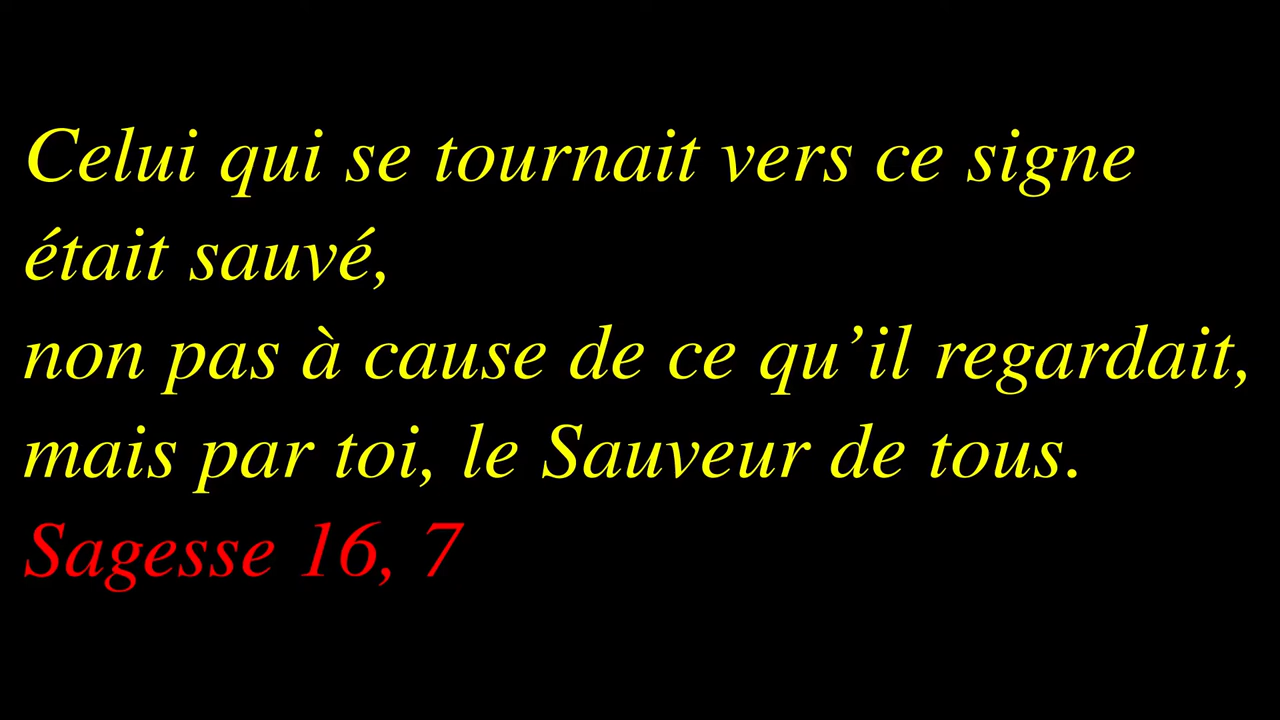 Celui qui se tournait vers ce signe
était sauvé,
non pas à cause de ce qu’il regardait,
mais par toi, le Sauveur de tous.
Sagesse 16, 7